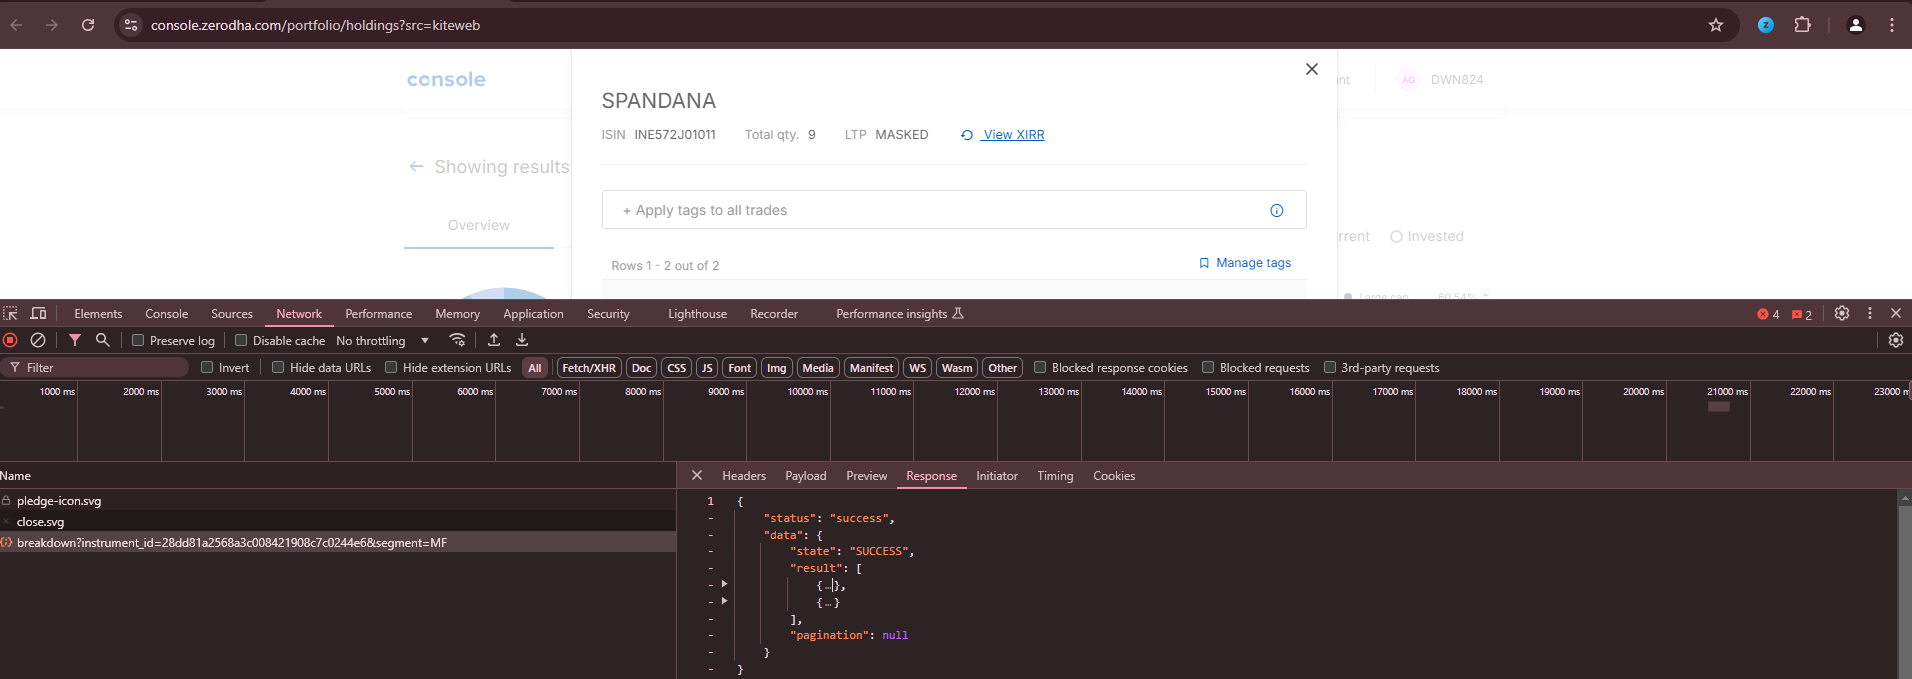 console.zerodha.com/portfolio/holdings?src=kiteweb
console
AG DWN824
SPANDANA
ISIN INE572J01011 Total qty. 9 LTP MASKED View XIRR
Showing results
+ Apply tags to all trades
Overview
Invested
Rows 1 - 2 out of 2
Manage tags
Large cap 60.54%
Elements Console Sources Network Performance Memory Application Security Lighthouse Recorder Performance insights 4 2
Preserve log Disable cache No throttling
Filter Invert Hide data URLs Hide extension URLs All Fetch/XHR Doc CSS JS Font Img Media Manifest WS Wasm Other Blocked response cookies Blocked requests 3rd-party requests
1000 ms 2000 ms 3000 ms 4000 ms 5000 ms 6000 ms 7000 ms 8000 ms 9000 ms 10000 ms 11000 ms 12000 ms 13000 ms 14000 ms 15000 ms 16000 ms 17000 ms 18000 ms 19000 ms 20000 ms 21000 ms 22000 ms 23000 m
Name
pledge-icon.svg
close.svg
breakdown?instrument_id=28dd81a2568a3c008421908c7c0244e6&segment=MF
Headers Payload Preview Response Initiator Timing Cookies
1 {
- "status": "success",
- "data": {
- "state": "SUCCESS",
- "result": [
- {…},
- {…}
- ],
- "pagination": null
- }
- }